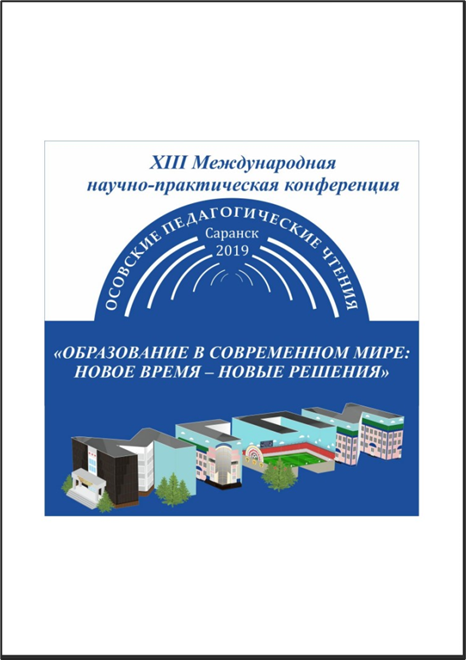 XIII Международная
научно-практическая конференция
ОСОВСКИЕ ПЕДАГОГИЧЕСКИЕ ЧТЕНИЯ
Саранск
2019
«ОБРАЗОВАНИЕ В СОВРЕМЕННОМ МИРЕ:
НОВОЕ ВРЕМЯ – НОВЫЕ РЕШЕНИЯ»